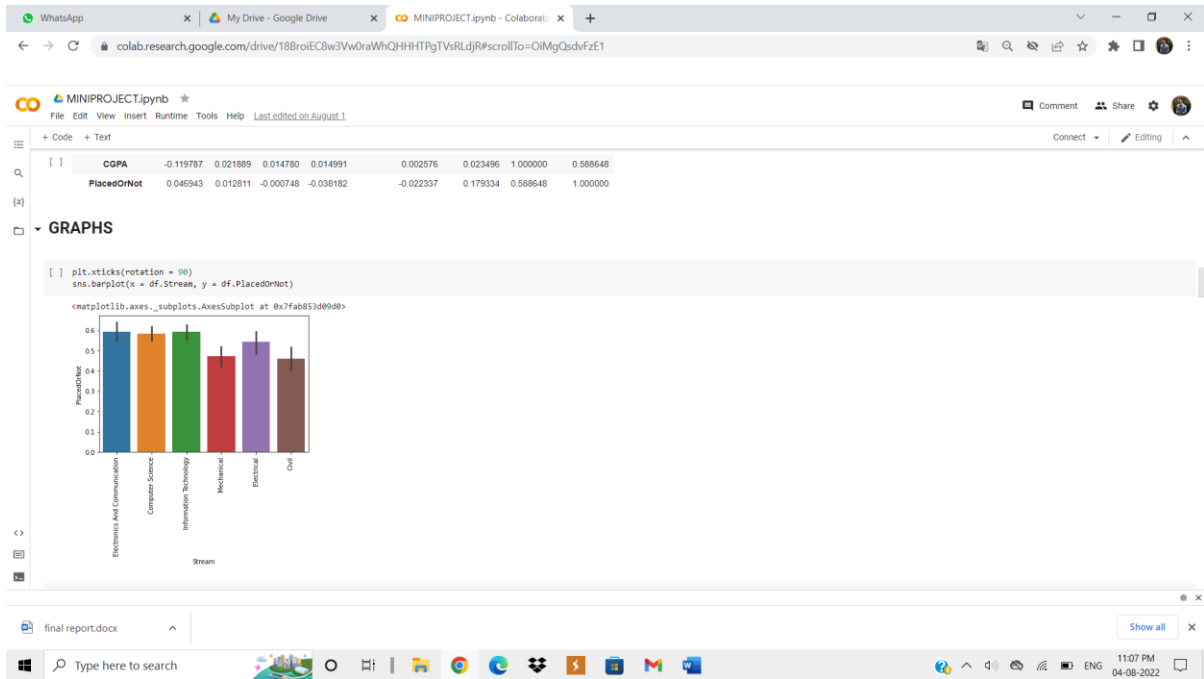 WhatsApp
My Drive - Google Drive
MINIPROJECT.ipynb - Colaborato
colab.research.google.com/drive/18BroiEC8w3Vw0raWhQHHHTPgTVsRLdjR#scrollTo=OiMgQsdvFzE1
MINIPROJECT.ipynb
Comment Share
File Edit View Insert Runtime Tools Help Last edited on August 1
+ Code + Text
Connect Editing
[ ] CGPA -0.119787 0.021889 0.014780 0.014991 0.002576 0.023496 1.000000 0.588648
PlacedOrNot 0.046943 0.012811 -0.000748 -0.038182 -0.022337 0.179334 0.588648 1.000000
{x}
GRAPHS
[ ] plt.xticks(rotation = 90)
sns.barplot(x = df.Stream, y = df.PlacedOrNot)
<matplotlib.axes._subplots.AxesSubplot at 0x7fab853d09d0>
0.6
0.5
0.4
0.3
0.2
0.1
0.0
PlacedOrNot
Electronics And Communication
Computer Science
Information Technology
Mechanical
Electrical
Civil
Stream
final report.docx
Show all
Type here to search
ENG
11:07 PM
04-08-2022